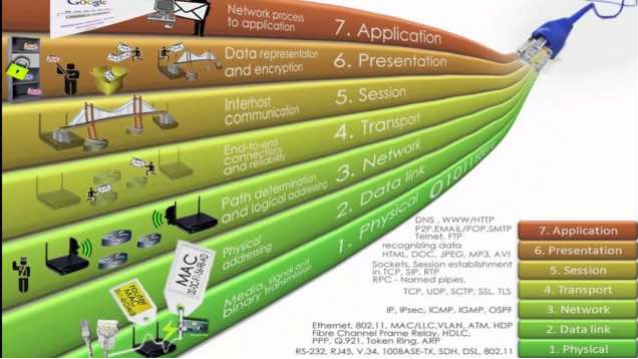 Google
Network process
to application
7. Application
Data representation
and encryption
6. Presentation
Interhost
communication
5. Session
End-to-end
connections
and reliability
4. Transport
Path determination
and logical addressing
3. Network
Physical
addressing
2. Data link
Media, signal and
binary transmission
1. Physical
MAC
DNS, WWW/HTTP
P2P, EMAIL/POP, SMTP
Telnet, FTP
recognizing data
HTML, DOC, JPEG, MP3, AVI
Sockets, Session establishment
in TCP, SIP, RTP
RPC - Named pipes,
TCP, UDP, SCTP, SSL, TLS
IP, IPsec, ICMP, IGMP, OSPF
Ethernet, 802.11, MAC/LLC, VLAN, ATM, HDP
Fibre Channel Frame Relay, HDLC,
PPP, Q.921, Token Ring, ARP
RS-232, RJ45, V.34, 100BASE-TX, SDH, DSL, 802.11
7. Application
6. Presentation
5. Session
4. Transport
3. Network
2. Data link
1. Physical